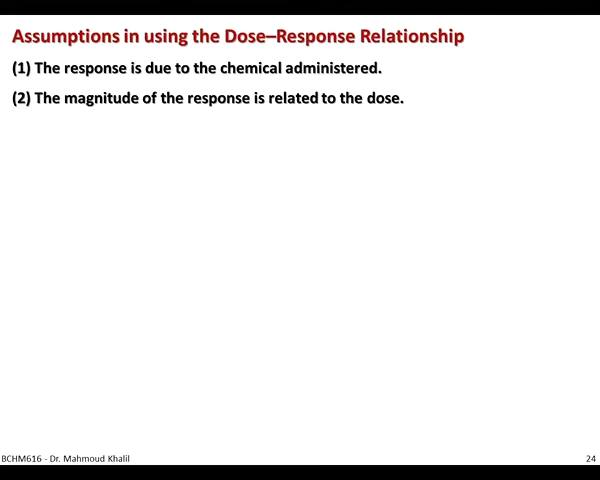 Assumptions in using the Dose–Response Relationship
(1) The response is due to the chemical administered.
(2) The magnitude of the response is related to the dose.
BCHM616 - Dr. Mahmoud Khalil
24